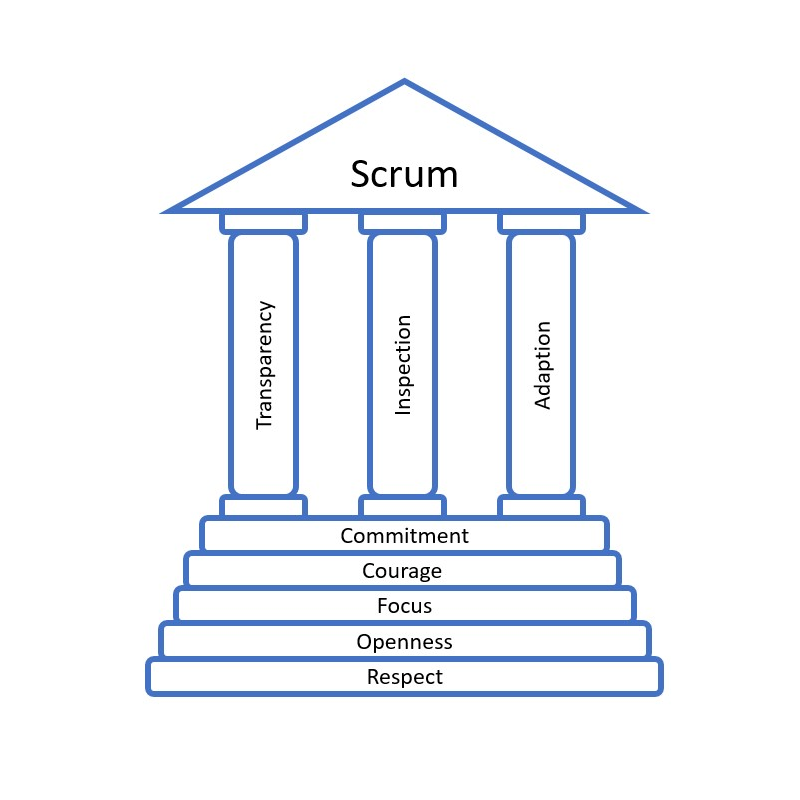 Scrum
Transparency
Inspection
Adaption
Commitment
Courage
Focus
Openness
Respect